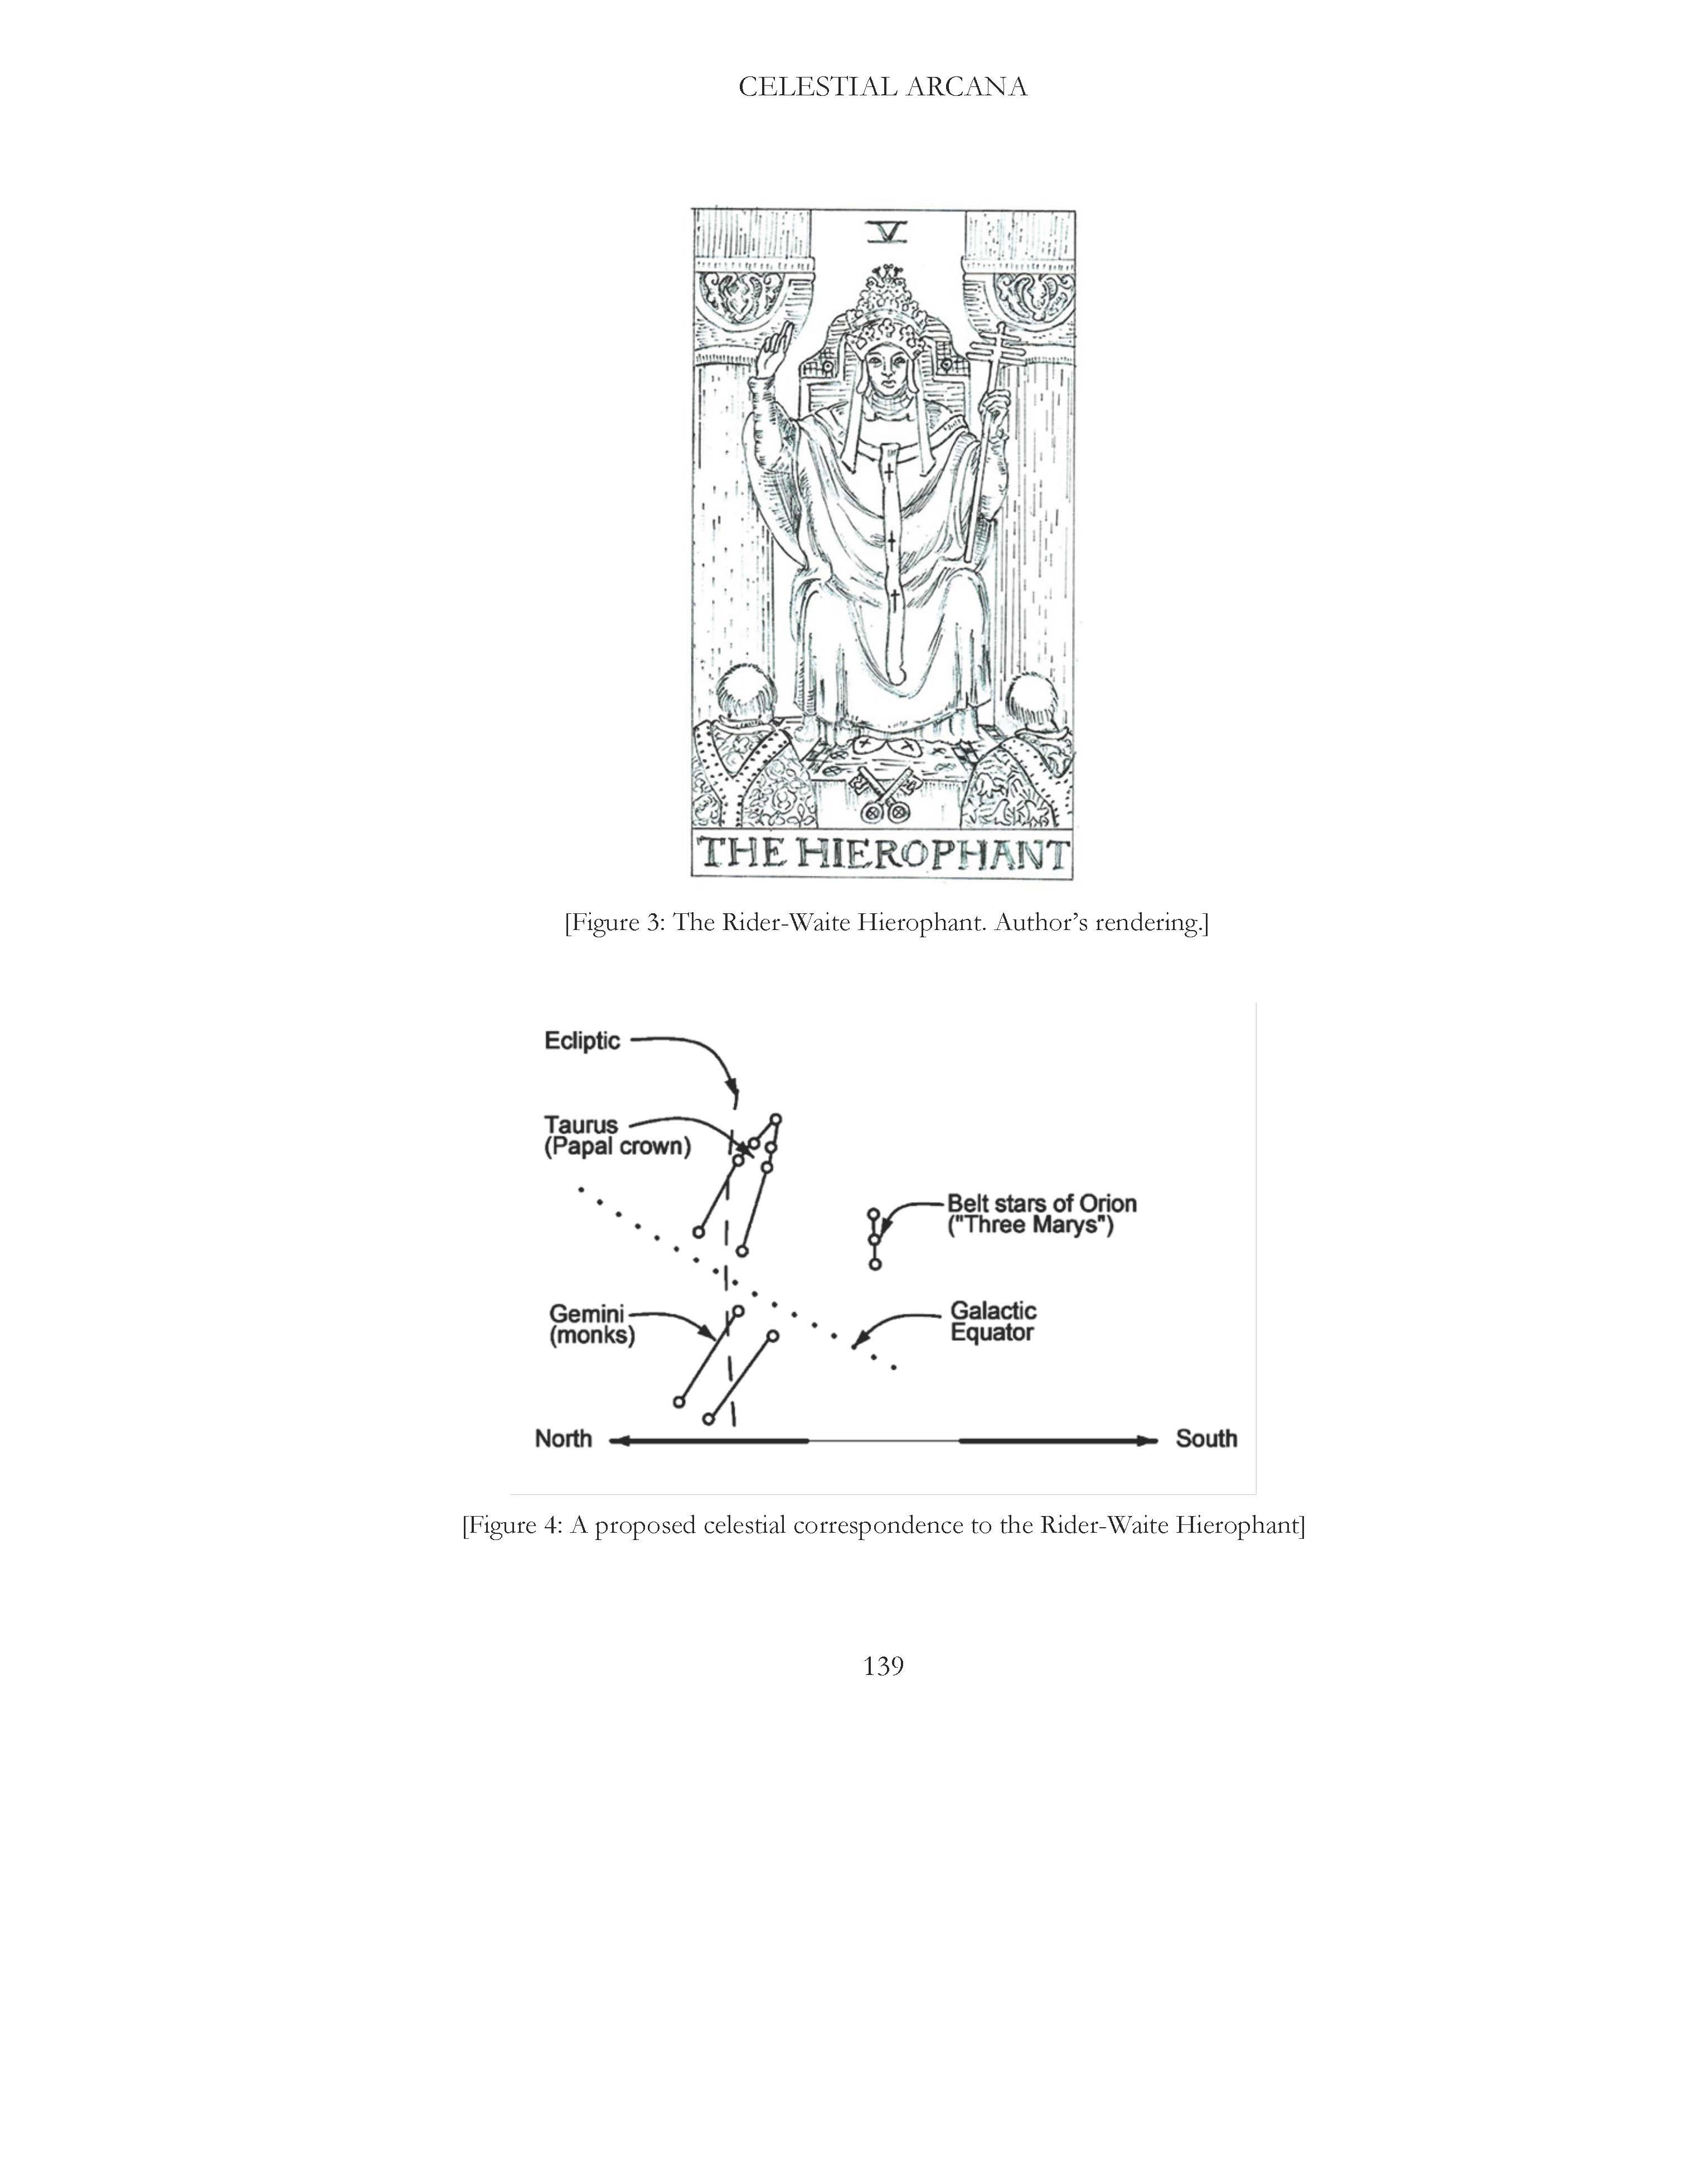 CELESTIAL ARCANA
V
THE HIEROPHANT
[Figure 3: The Rider-Waite Hierophant. Author’s rendering.]
Ecliptic
Taurus
(Papal crown)
Belt stars of Orion
("Three Marys")
Gemini
(monks)
Galactic
Equator
North
South
[Figure 4: A proposed celestial correspondence to the Rider-Waite Hierophant]
139